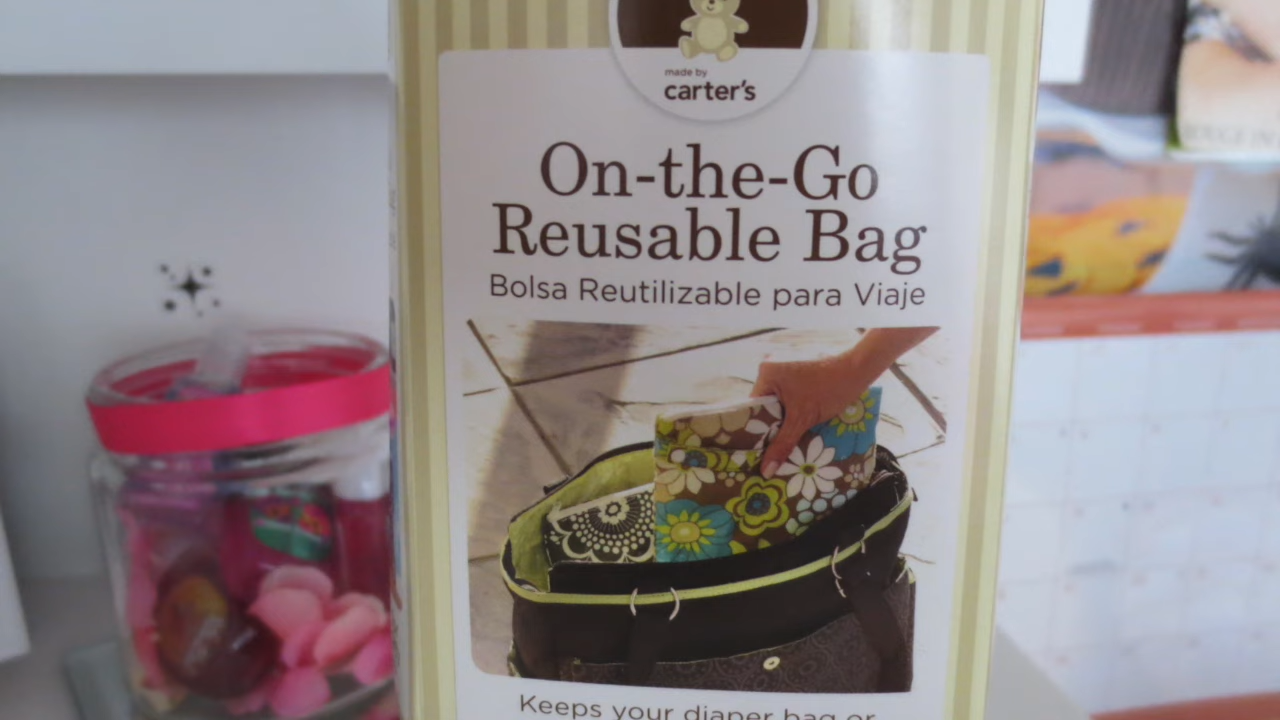 made by
carter's
On-the-Go
Reusable Bag
Bolsa Reutilizable para Viaje
Keeps your diaper bag or